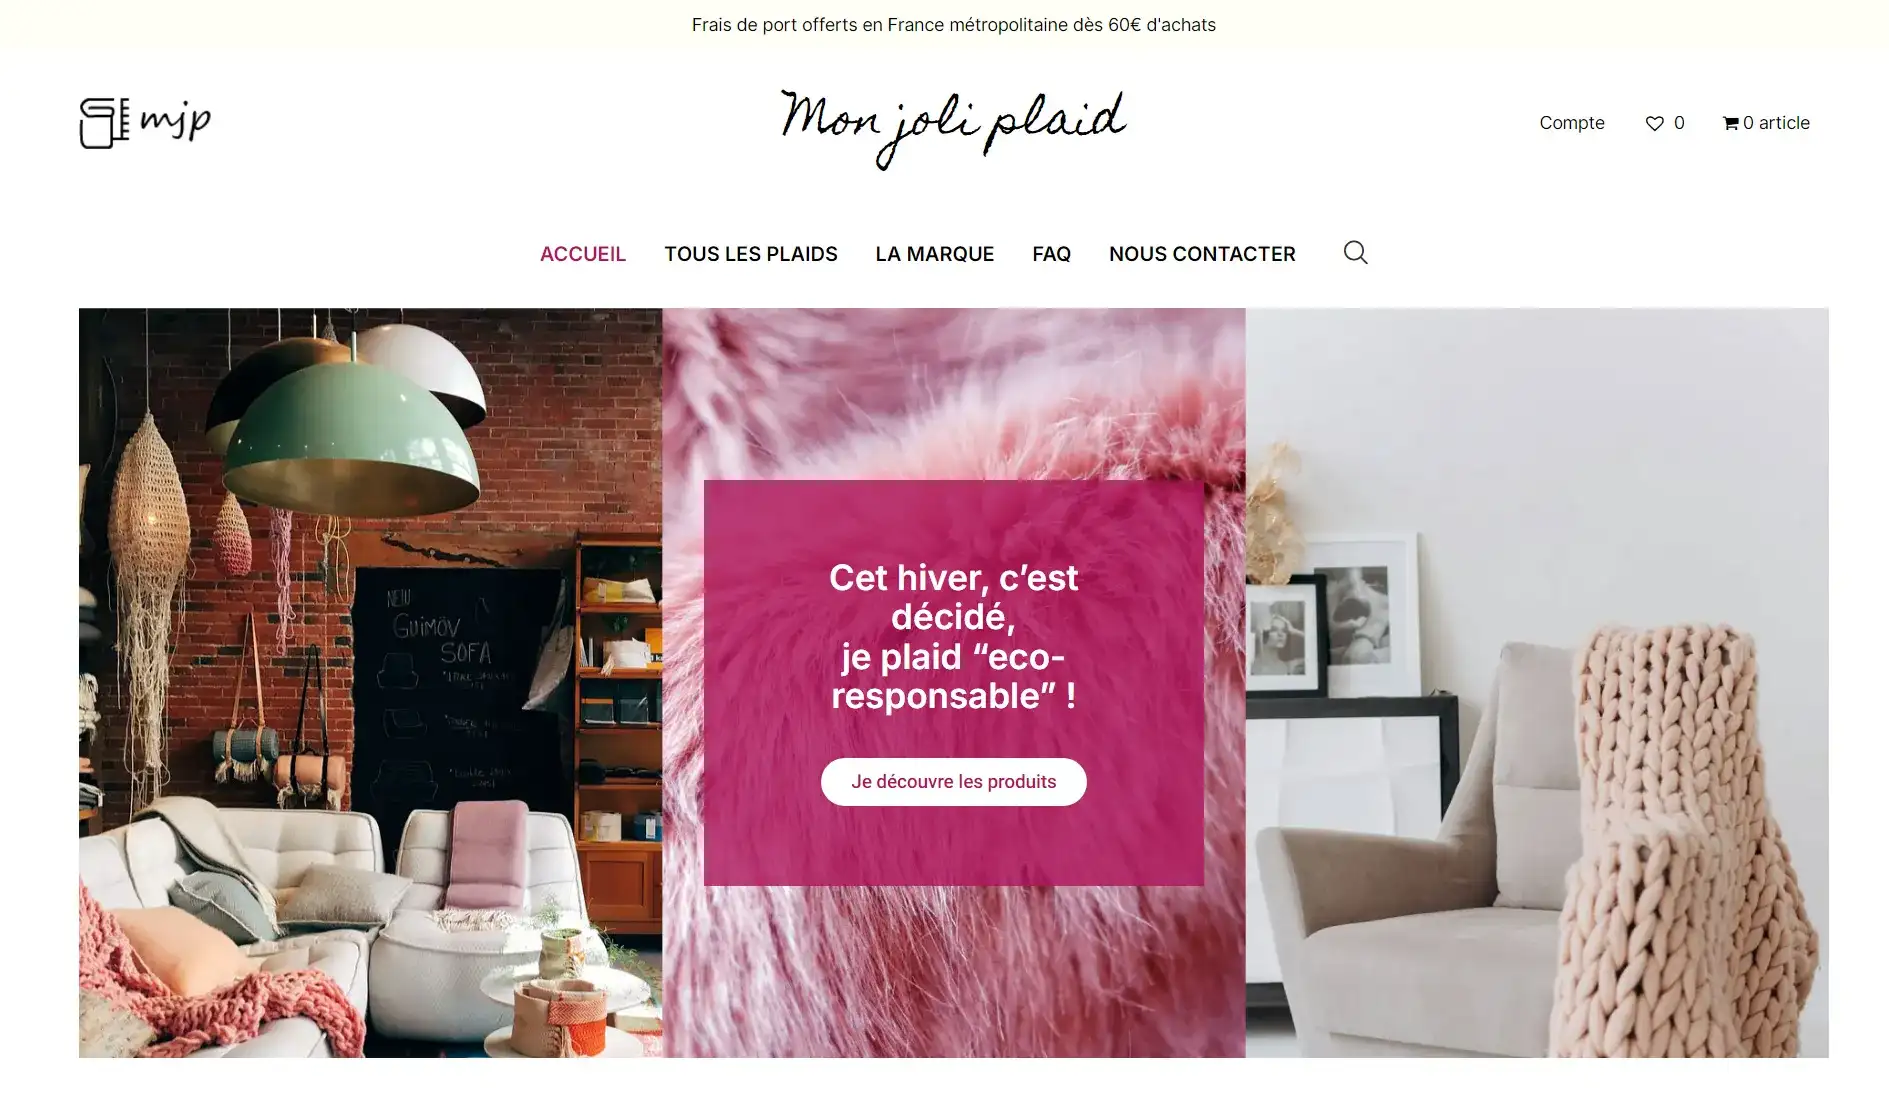 Frais de port offerts en France métropolitaine dès 60€ d'achats
mjp
Mon joli plaid
Compte
0
0 article
ACCUEIL
TOUS LES PLAIDS
LA MARQUE
FAQ
NOUS CONTACTER
NEW
GUIMÖV
SOFA
Cet hiver, c’est
décidé,
je plaid “eco-
responsable” !
Je découvre les produits